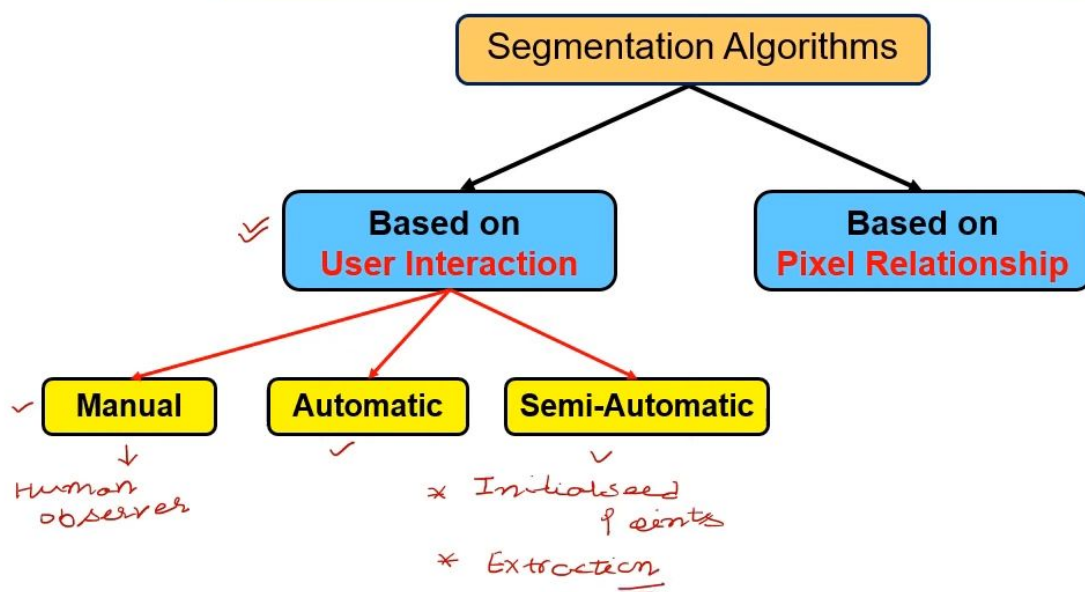 Segmentation Algorithms
Based on
User Interaction
Based on
Pixel Relationship
Manual
Automatic
Semi-Automatic
Human
observer
* Initial seed
points
* Extraction